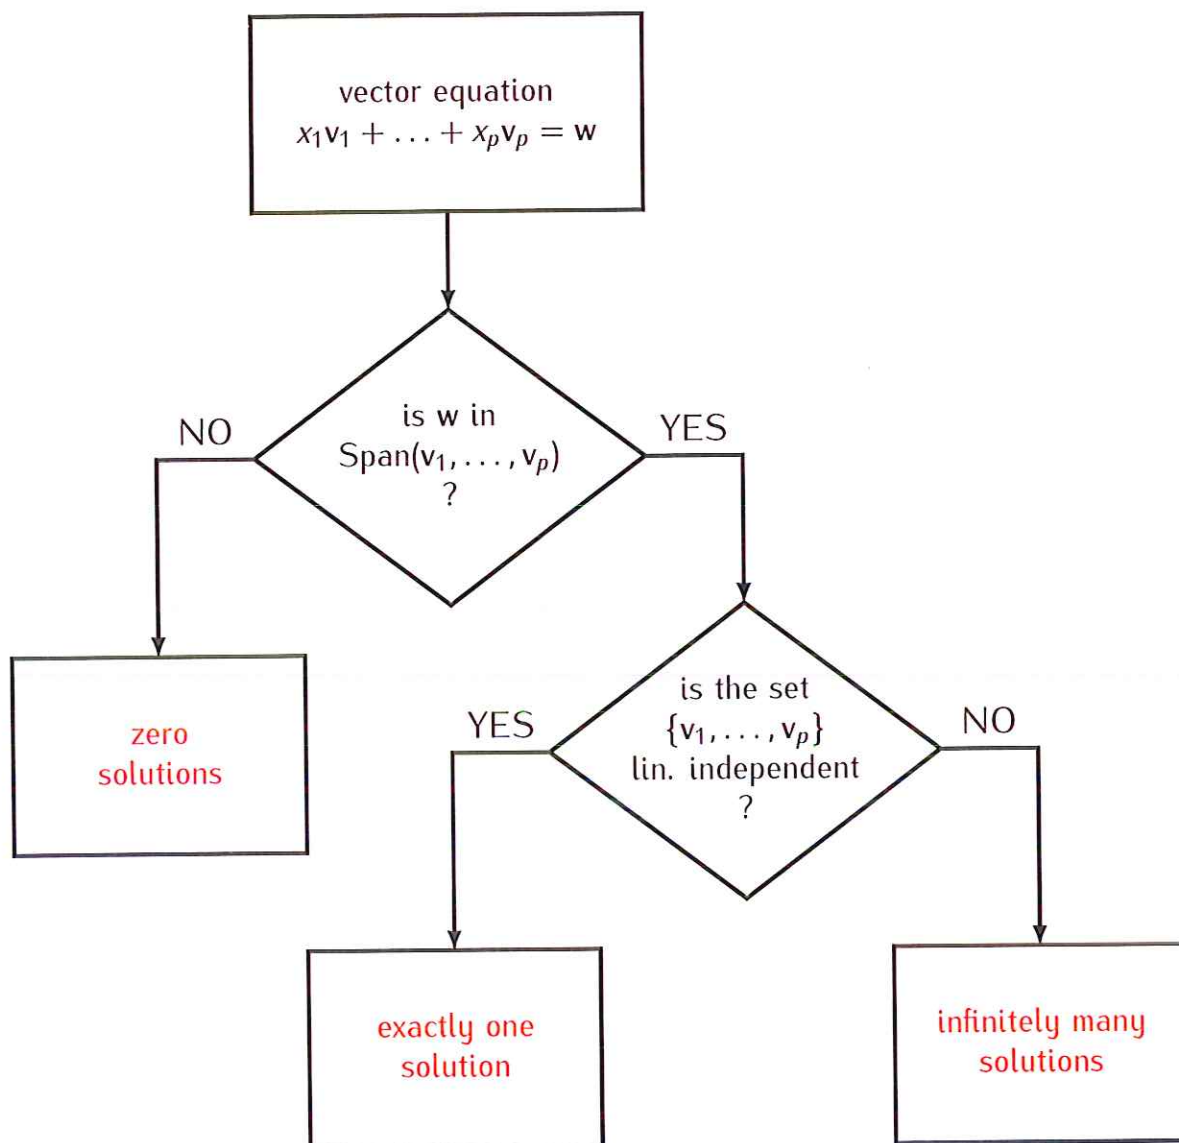 vector equation
x₁v₁ + . . . + xₚvₚ = w
NO
is w in
Span(v₁, . . . , vₚ)
?
YES
zero
solutions
YES
is the set
{v₁, . . . , vₚ}
lin. independent
?
NO
exactly one
solution
infinitely many
solutions